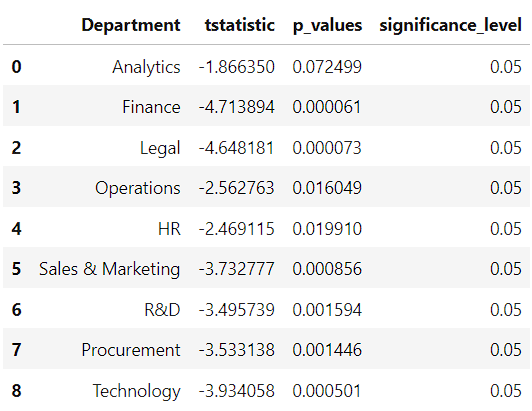 Department tstatistic p_values significance_level
0 Analytics -1.866350 0.072499 0.05
1 Finance -4.713894 0.000061 0.05
2 Legal -4.648181 0.000073 0.05
3 Operations -2.562763 0.016049 0.05
4 HR -2.469115 0.019910 0.05
5 Sales & Marketing -3.732777 0.000856 0.05
6 R&D -3.495739 0.001594 0.05
7 Procurement -3.533138 0.001446 0.05
8 Technology -3.934058 0.000501 0.05